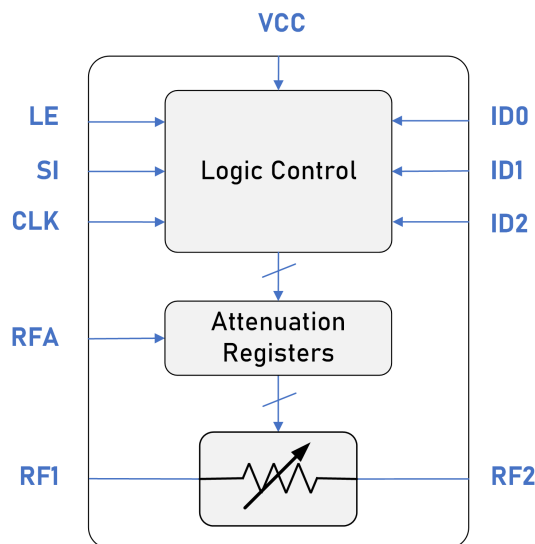 VCC
LE
ID0
SI
Logic Control
ID1
CLK
ID2
Attenuation
Registers
RFA
RF1
RF2